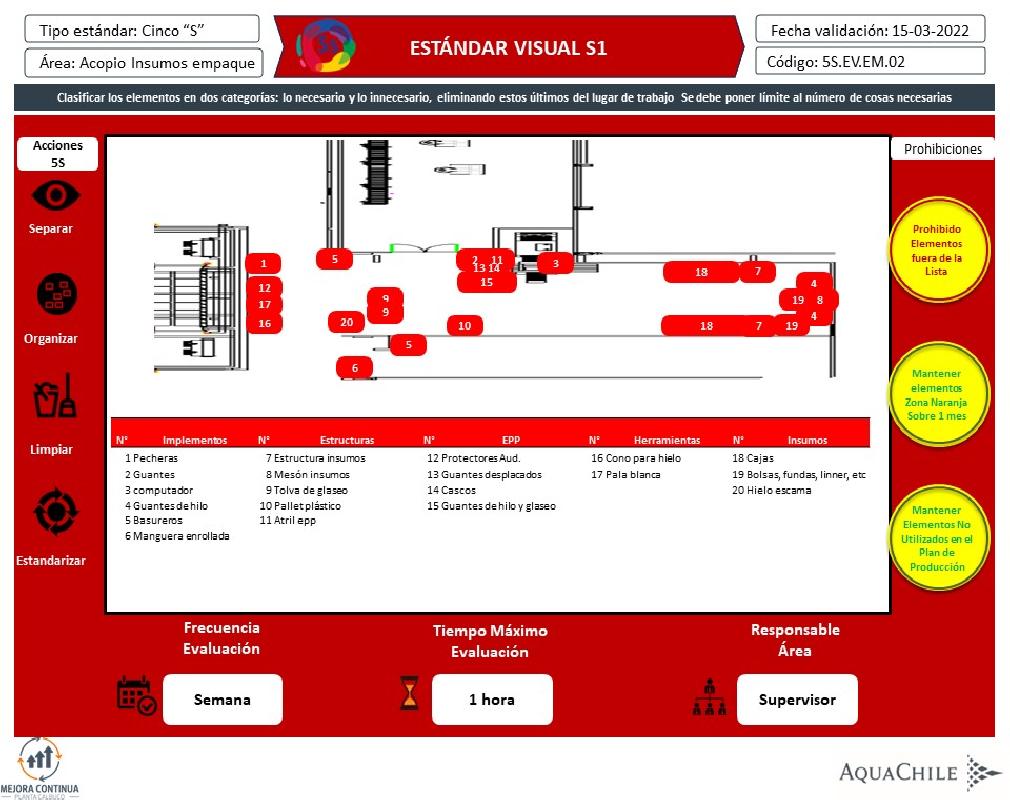 Tipo estándar: Cinco “S”
Área: Acopio Insumos empaque
ESTÁNDAR VISUAL S1
Fecha validación: 15-03-2022
Código: 5S.EV.EM.02
Clasificar los elementos en dos categorías: lo necesario y lo innecesario, eliminando estos últimos del lugar de trabajo Se debe poner límite al número de cosas necesarias
Acciones
5S
Separar
Organizar
Limpiar
Estandarizar
1
12
17
16
5
9
9
20
5
6
2 11
13 14
15
10
3
18 7
4
19 8
4
18 7 19
N° Implementos N° Estructuras N° EPP N° Herramientas N° Insumos
1 Pecheras 7 Estructura insumos 12 Protectores Aud. 16 Cono para hielo 18 Cajas
2 Guantes 8 Mesón insumos 13 Guantes desplacados 17 Pala blanca 19 Bolsas, fundas, linner, etc
3 computador 9 Tolva de glaseo 14 Cascos 20 Hielo escama
4 Guantes de hilo 10 Pallet plástico 15 Guantes de hilo y glaseo
5 Basureros 11 Atril epp
6 Manguera enrollada
Prohibiciones
Prohibido
Elementos
fuera de la
Lista
Mantener
elementos
Zona Naranja
Sobre 1 mes
Mantener
Elementos No
Utilizados en el
Plan de
Producción
Frecuencia
Evaluación
Semana
Tiempo Máximo
Evaluación
1 hora
Responsable
Área
Supervisor
MEJORA CONTINUA
PLANTA CALBUCO
AQUACHILE